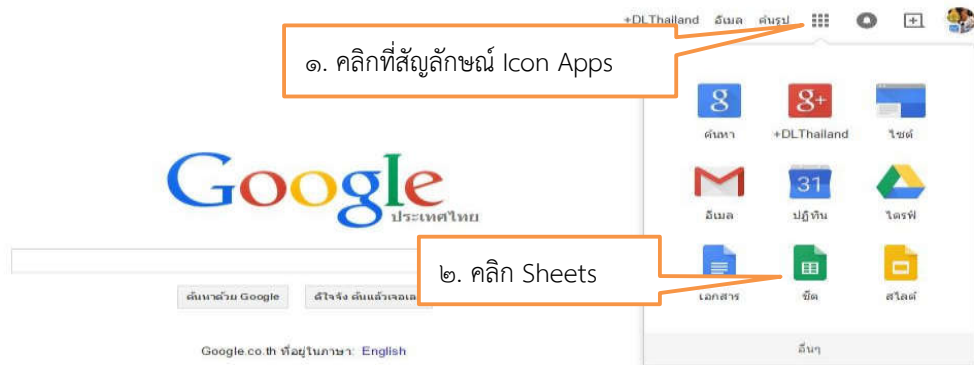 +DLThailand อีเมล ค้นรูป
๑. คลิกที่สัญลักษณ์ Icon Apps
ค้นหา +DLThailand ไซต์
Google
ประเทศไทย
31
อีเมล ปฏิทิน ไดรฟ์
๒. คลิก Sheets
เอกสาร ชีต สไลด์
ค้นหาด้วย Google ดีใจจัง ค้นแล้วเจอเลย
อื่นๆ
Google.co.th ที่อยู่ในภาษา: English